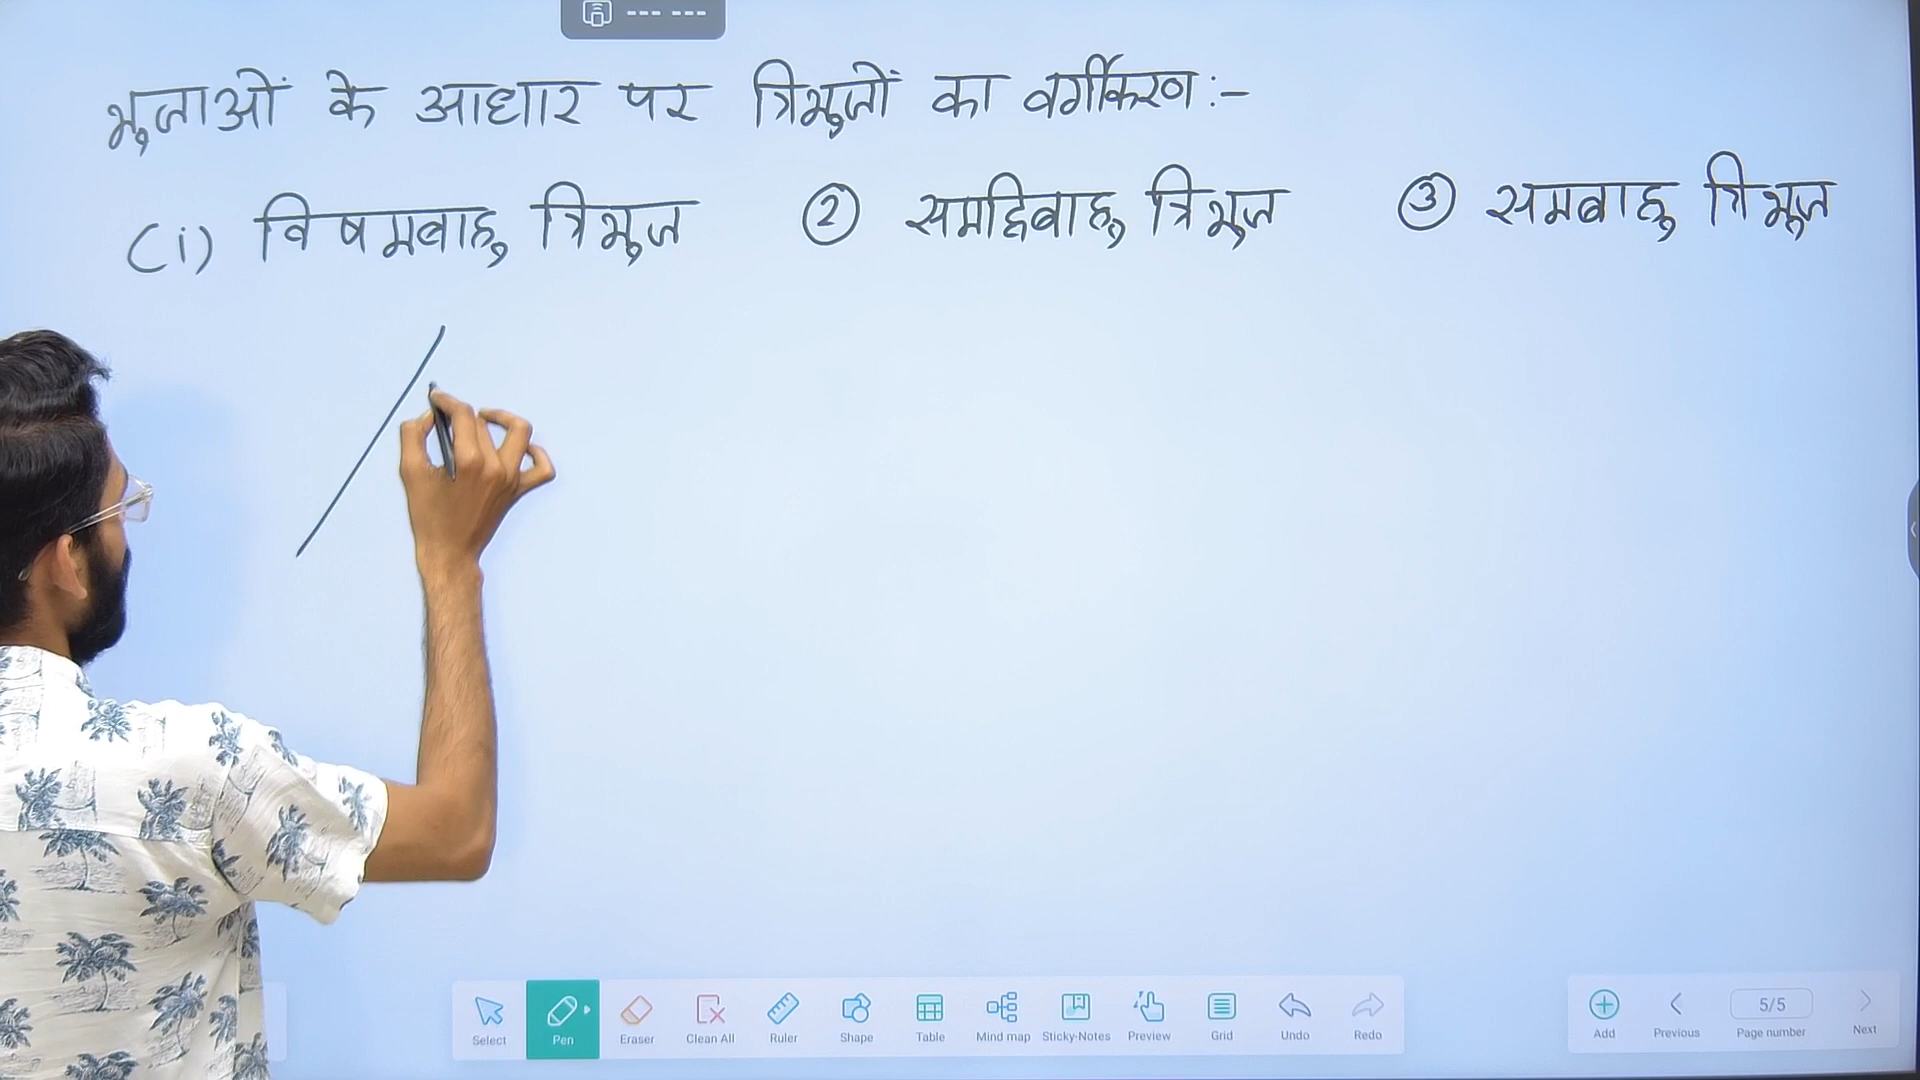 --- ---
भुजाओं के आधार पर त्रिभुजों का वर्गीकरण :-
(i) विषमबाहु त्रिभुज ② समद्विबाहु त्रिभुज ③ समबाहु त्रिभुज
Select Pen Eraser Clean All Ruler Shape Table Mind map Sticky-Notes Preview Grid Undo Redo
Add Previous 5/5 Page number Next